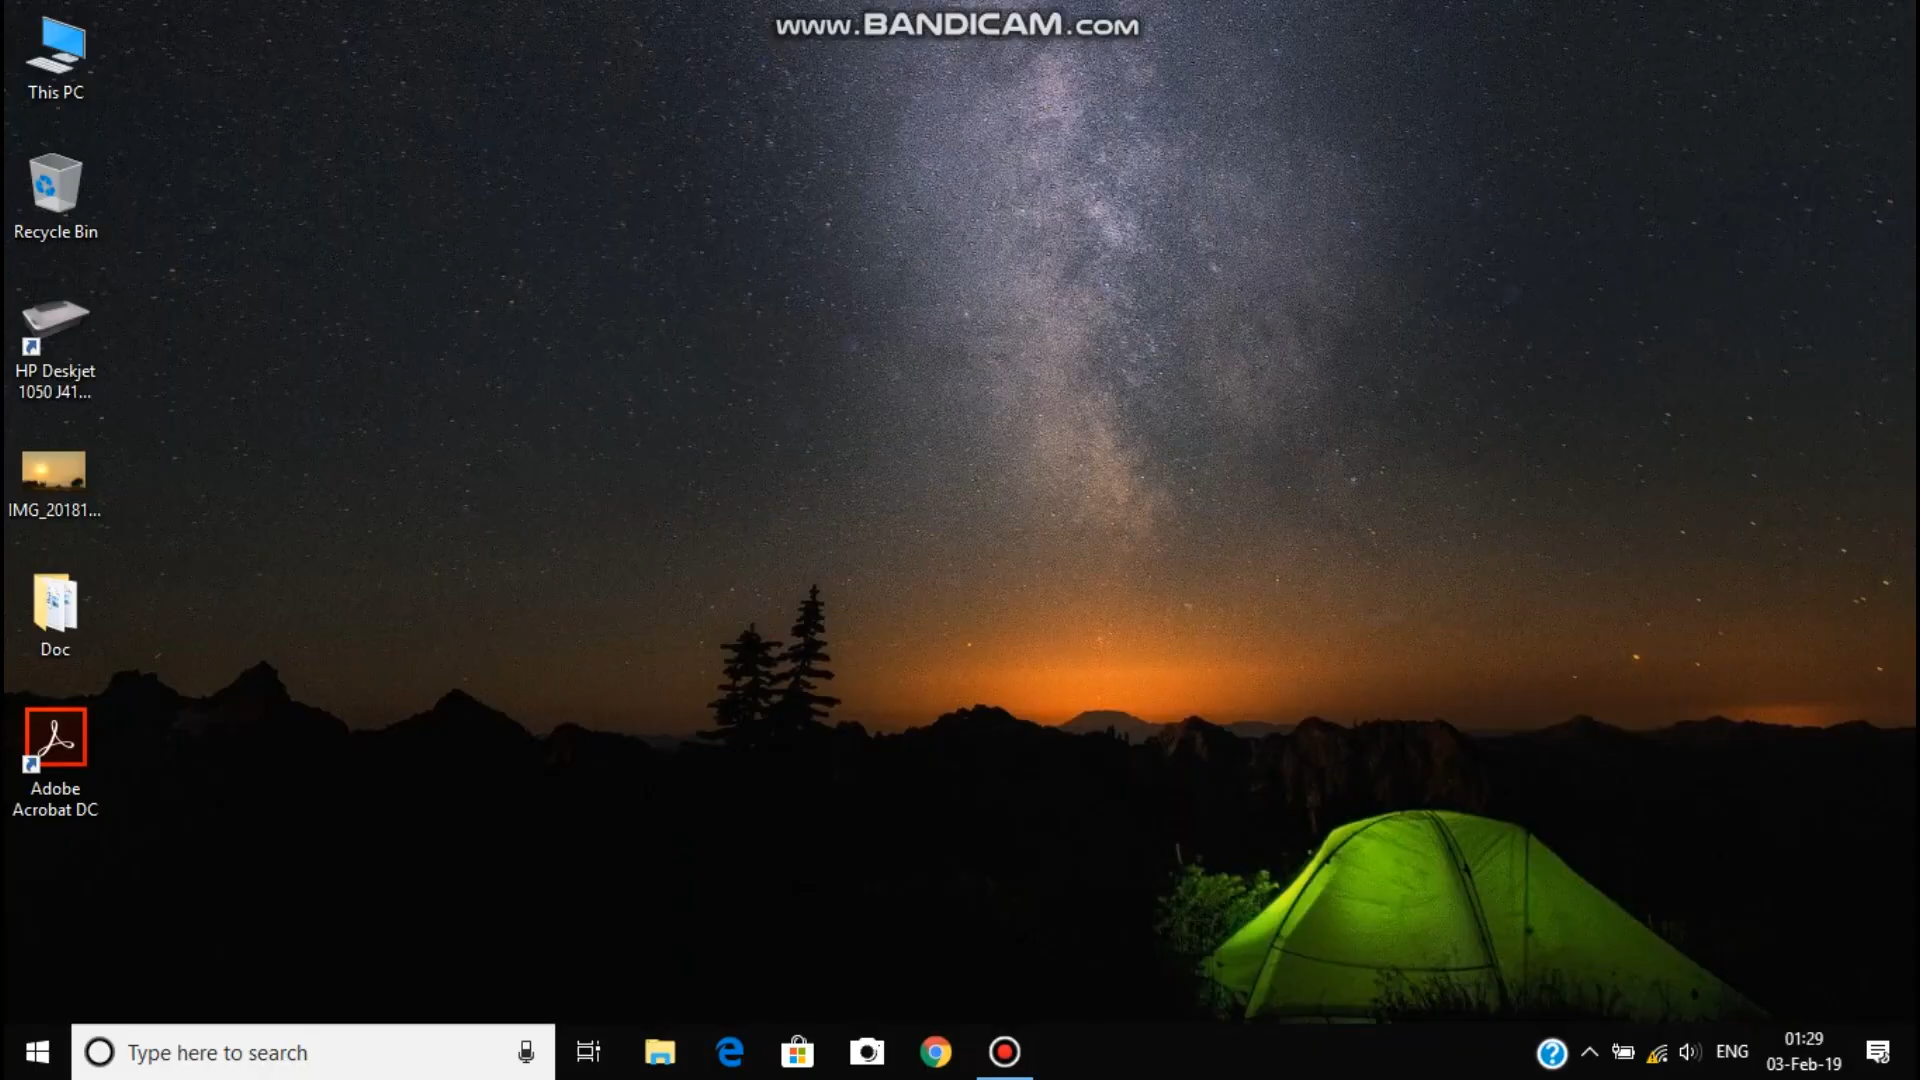 www.BANDICAM.com
This PC
Recycle Bin
HP Deskjet
1050 J41...
IMG_20181...
Doc
Adobe
Acrobat DC
Type here to search
ENG
01:29
03-Feb-19